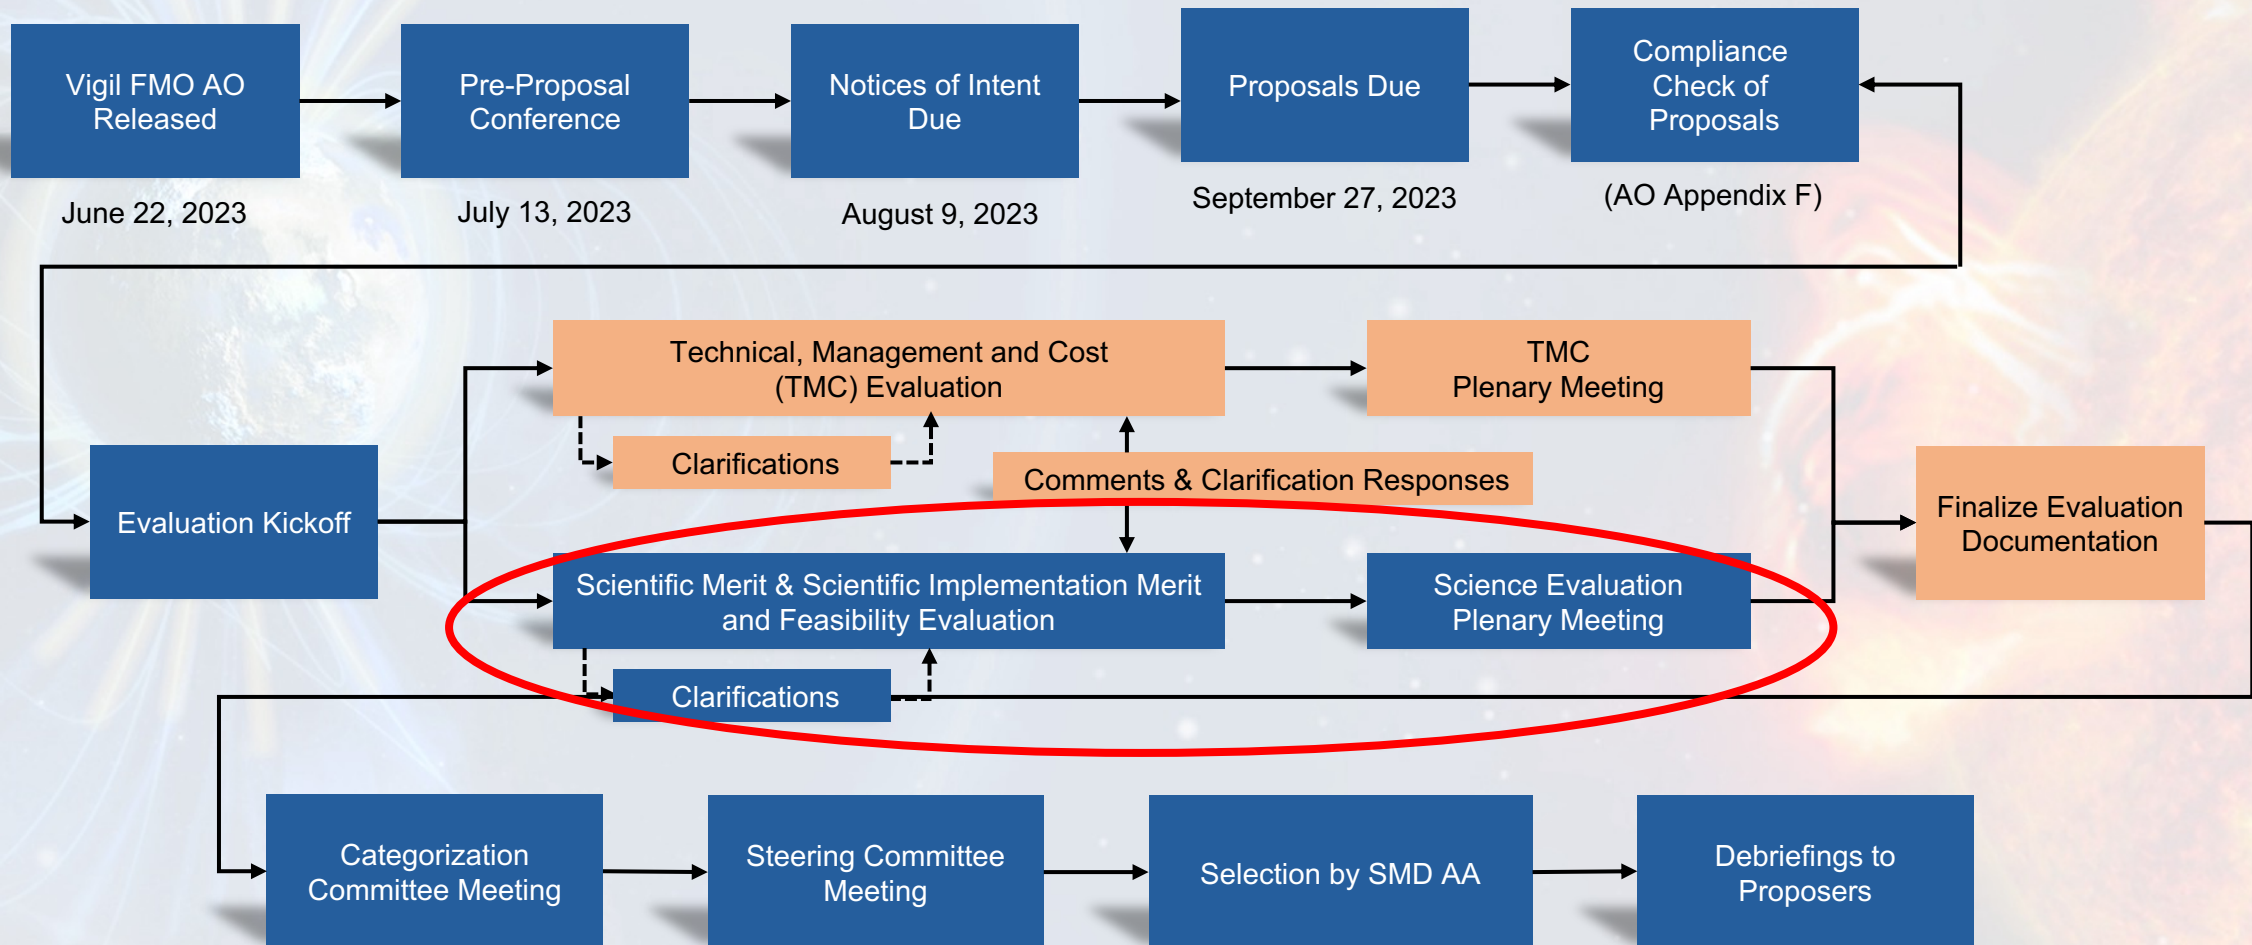 Vigil FMO AO
Released
Pre-Proposal
Conference
Notices of Intent
Due
Proposals Due
Compliance
Check of
Proposals
June 22, 2023
July 13, 2023
August 9, 2023
September 27, 2023
(AO Appendix F)
Technical, Management and Cost
(TMC) Evaluation
TMC
Plenary Meeting
Clarifications
Comments & Clarification Responses
Evaluation Kickoff
Finalize Evaluation
Documentation
Scientific Merit & Scientific Implementation Merit
and Feasibility Evaluation
Science Evaluation
Plenary Meeting
Clarifications
Categorization
Committee Meeting
Steering Committee
Meeting
Selection by SMD AA
Debriefings to
Proposers